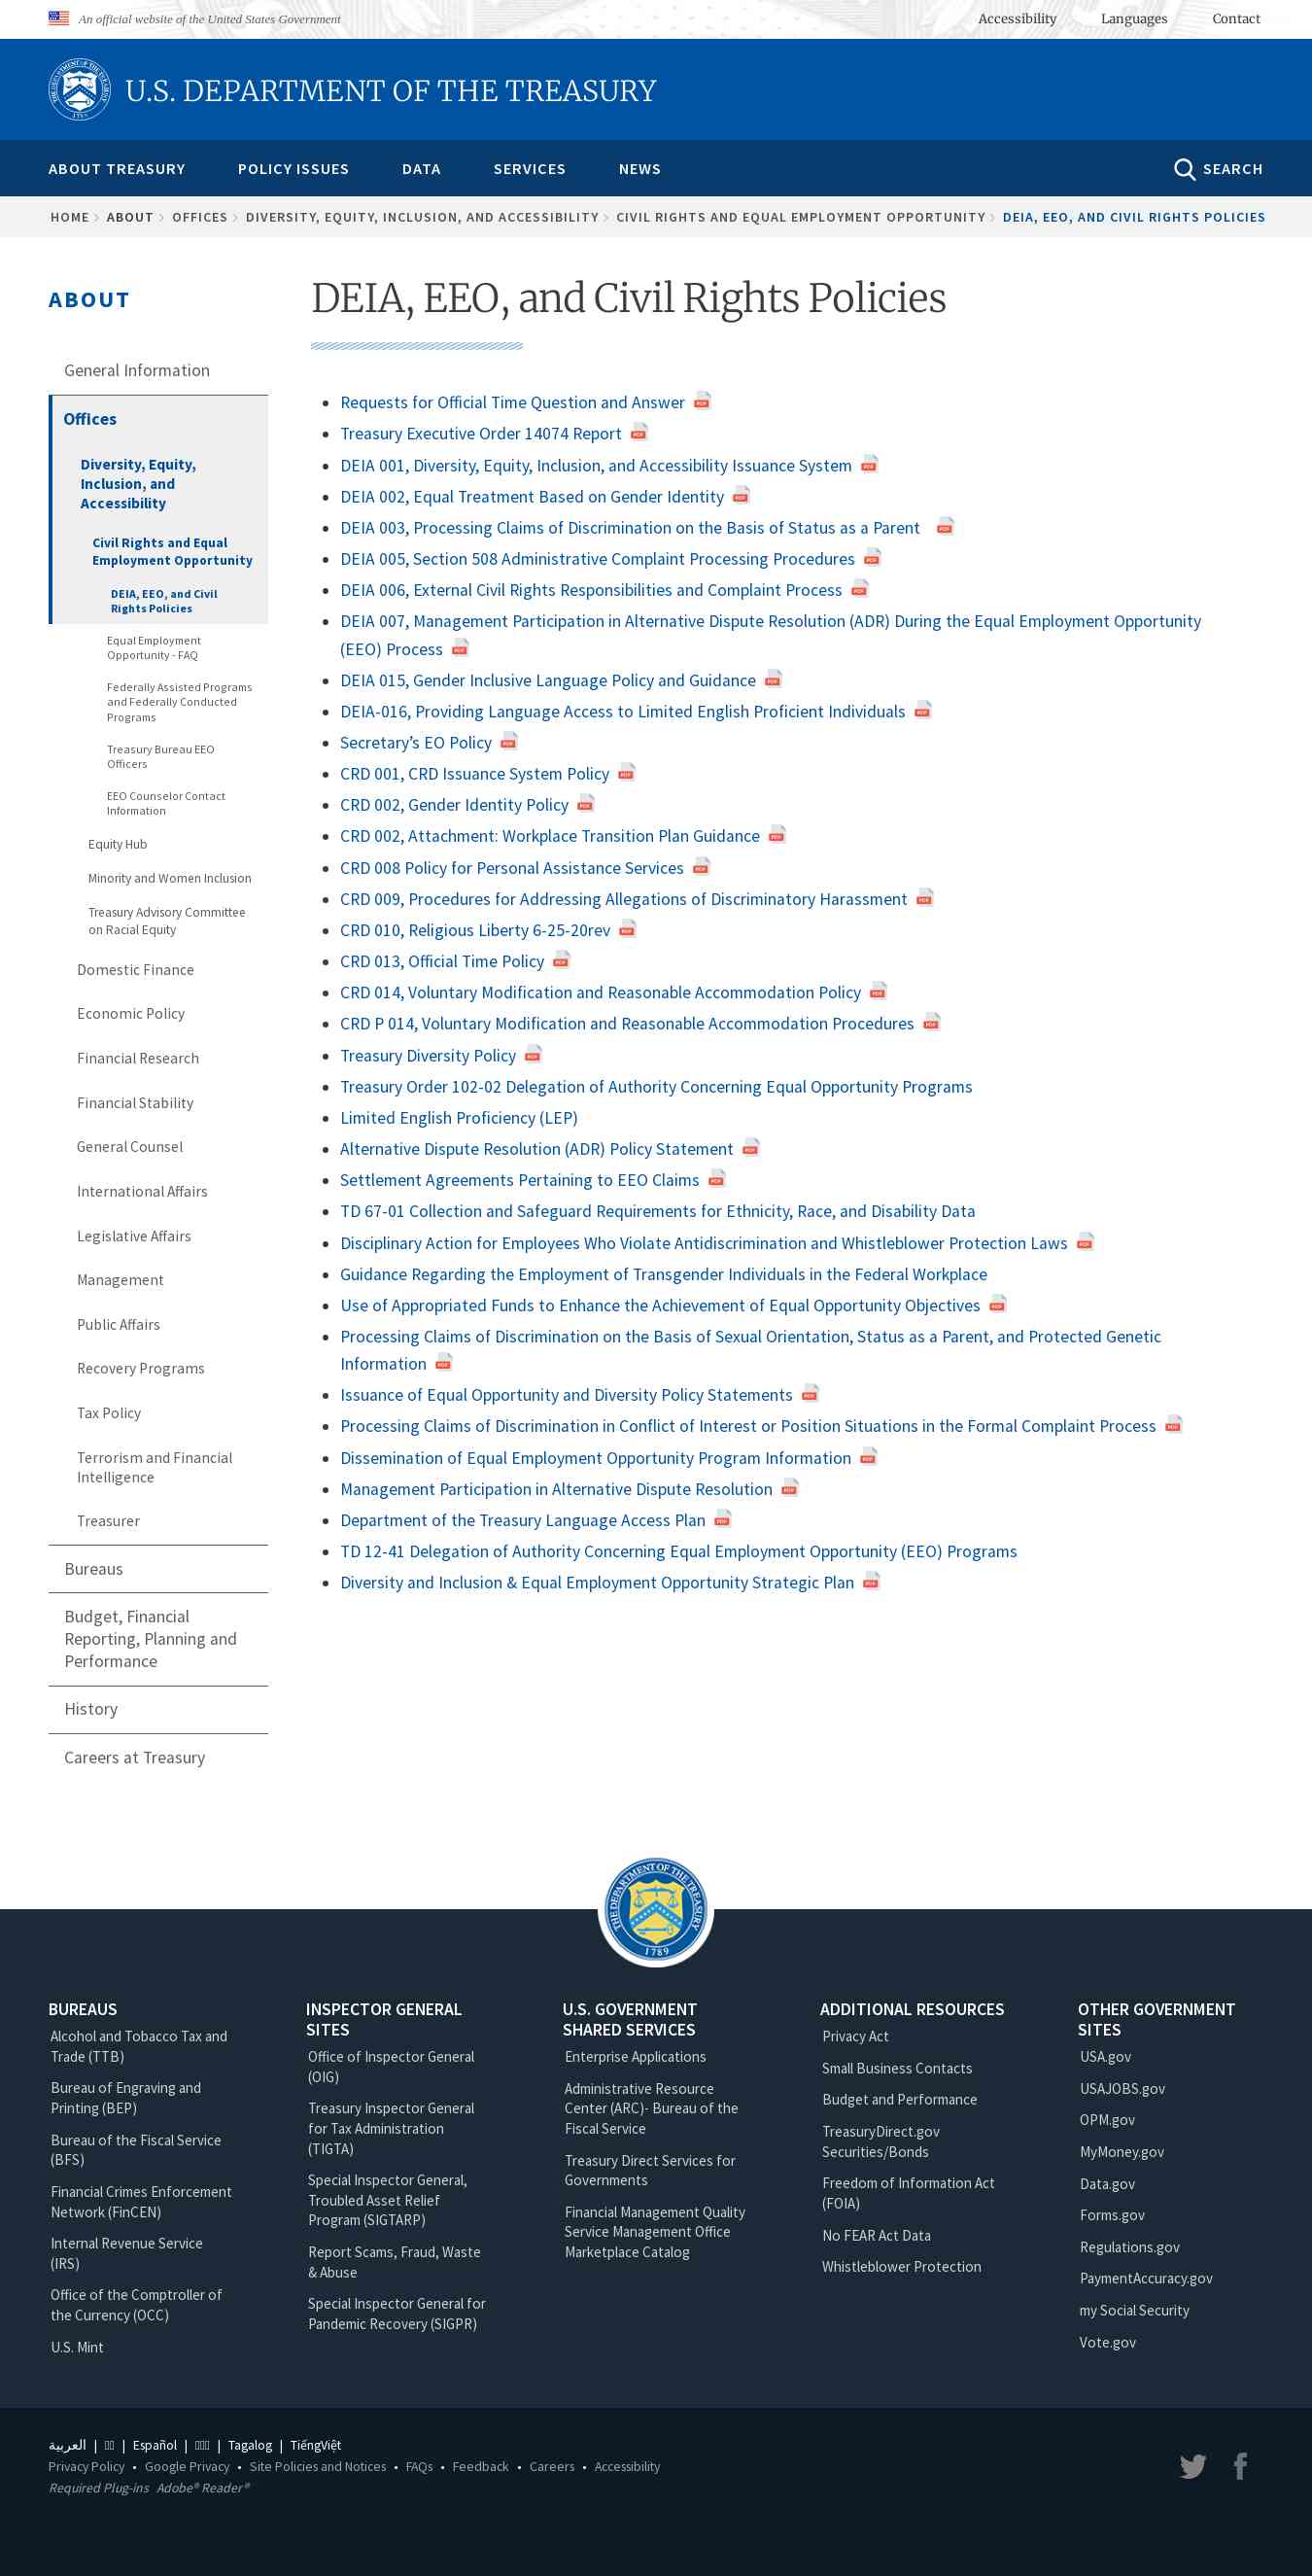 An official website of the United States Government
Accessibility Languages Contact
U.S. DEPARTMENT OF THE TREASURY
ABOUT TREASURY POLICY ISSUES DATA SERVICES NEWS SEARCH
HOME ABOUT OFFICES DIVERSITY, EQUITY, INCLUSION, AND ACCESSIBILITY CIVIL RIGHTS AND EQUAL EMPLOYMENT OPPORTUNITY DEIA, EEO, AND CIVIL RIGHTS POLICIES
ABOUT
General Information
Offices
Diversity, Equity,
Inclusion, and
Accessibility
Civil Rights and Equal
Employment Opportunity
DEIA, EEO, and Civil
Rights Policies
Equal Employment
Opportunity - FAQ
Federally Assisted Programs
and Federally Conducted
Programs
Treasury Bureau EEO
Officers
EEO Counselor Contact
Information
Equity Hub
Minority and Women Inclusion
Treasury Advisory Committee
on Racial Equity
Domestic Finance
Economic Policy
Financial Research
Financial Stability
General Counsel
International Affairs
Legislative Affairs
Management
Public Affairs
Recovery Programs
Tax Policy
Terrorism and Financial
Intelligence
Treasurer
Bureaus
Budget, Financial
Reporting, Planning and
Performance
History
Careers at Treasury
DEIA, EEO, and Civil Rights Policies
• Requests for Official Time Question and Answer
• Treasury Executive Order 14074 Report
• DEIA 001, Diversity, Equity, Inclusion, and Accessibility Issuance System
• DEIA 002, Equal Treatment Based on Gender Identity
• DEIA 003, Processing Claims of Discrimination on the Basis of Status as a Parent
• DEIA 005, Section 508 Administrative Complaint Processing Procedures
• DEIA 006, External Civil Rights Responsibilities and Complaint Process
• DEIA 007, Management Participation in Alternative Dispute Resolution (ADR) During the Equal Employment Opportunity
(EEO) Process
• DEIA 015, Gender Inclusive Language Policy and Guidance
• DEIA-016, Providing Language Access to Limited English Proficient Individuals
• Secretary’s EO Policy
• CRD 001, CRD Issuance System Policy
• CRD 002, Gender Identity Policy
• CRD 002, Attachment: Workplace Transition Plan Guidance
• CRD 008 Policy for Personal Assistance Services
• CRD 009, Procedures for Addressing Allegations of Discriminatory Harassment
• CRD 010, Religious Liberty 6-25-20rev
• CRD 013, Official Time Policy
• CRD 014, Voluntary Modification and Reasonable Accommodation Policy
• CRD P 014, Voluntary Modification and Reasonable Accommodation Procedures
• Treasury Diversity Policy
• Treasury Order 102-02 Delegation of Authority Concerning Equal Opportunity Programs
• Limited English Proficiency (LEP)
• Alternative Dispute Resolution (ADR) Policy Statement
• Settlement Agreements Pertaining to EEO Claims
• TD 67-01 Collection and Safeguard Requirements for Ethnicity, Race, and Disability Data
• Disciplinary Action for Employees Who Violate Antidiscrimination and Whistleblower Protection Laws
• Guidance Regarding the Employment of Transgender Individuals in the Federal Workplace
• Use of Appropriated Funds to Enhance the Achievement of Equal Opportunity Objectives
• Processing Claims of Discrimination on the Basis of Sexual Orientation, Status as a Parent, and Protected Genetic
Information
• Issuance of Equal Opportunity and Diversity Policy Statements
• Processing Claims of Discrimination in Conflict of Interest or Position Situations in the Formal Complaint Process
• Dissemination of Equal Employment Opportunity Program Information
• Management Participation in Alternative Dispute Resolution
• Department of the Treasury Language Access Plan
• TD 12-41 Delegation of Authority Concerning Equal Employment Opportunity (EEO) Programs
• Diversity and Inclusion & Equal Employment Opportunity Strategic Plan
THE DEPARTMENT OF THE TREASURY
1789
BUREAUS
Alcohol and Tobacco Tax and
Trade (TTB)
Bureau of Engraving and
Printing (BEP)
Bureau of the Fiscal Service
(BFS)
Financial Crimes Enforcement
Network (FinCEN)
Internal Revenue Service
(IRS)
Office of the Comptroller of
the Currency (OCC)
U.S. Mint
INSPECTOR GENERAL
SITES
Office of Inspector General
(OIG)
Treasury Inspector General
for Tax Administration
(TIGTA)
Special Inspector General,
Troubled Asset Relief
Program (SIGTARP)
Report Scams, Fraud, Waste
& Abuse
Special Inspector General for
Pandemic Recovery (SIGPR)
U.S. GOVERNMENT
SHARED SERVICES
Enterprise Applications
Administrative Resource
Center (ARC)- Bureau of the
Fiscal Service
Treasury Direct Services for
Governments
Financial Management Quality
Service Management Office
Marketplace Catalog
ADDITIONAL RESOURCES
Privacy Act
Small Business Contacts
Budget and Performance
TreasuryDirect.gov
Securities/Bonds
Freedom of Information Act
(FOIA)
No FEAR Act Data
Whistleblower Protection
OTHER GOVERNMENT
SITES
USA.gov
USAJOBS.gov
OPM.gov
MyMoney.gov
Data.gov
Forms.gov
Regulations.gov
PaymentAccuracy.gov
my Social Security
Vote.gov
العربية | | Español | | Tagalog | TiếngViệt
Privacy Policy • Google Privacy • Site Policies and Notices • FAQs • Feedback • Careers • Accessibility
Required Plug-ins Adobe® Reader®